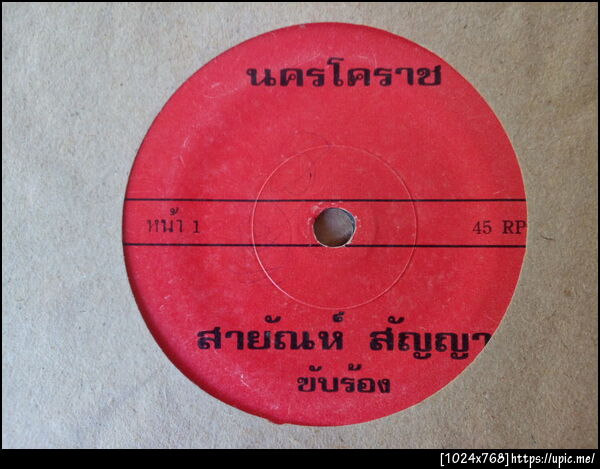 นครโคราช
หน้า 1 45 RP
สายัณห์ สัญญา
ขับร้อง
[1024x768]https://upic.me/